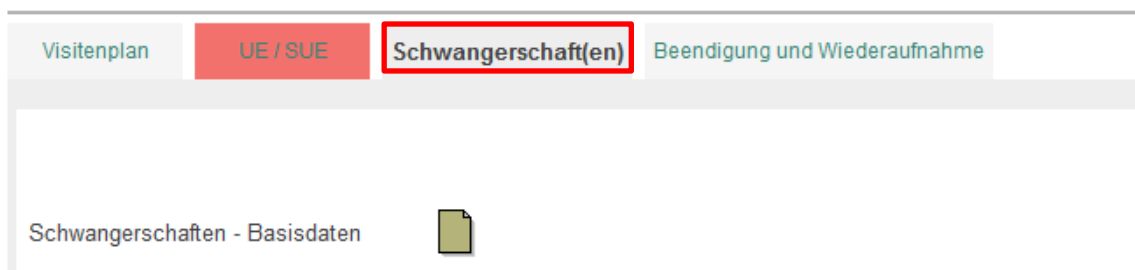 Visitenplan UE / SUE Schwangerschaft(en) Beendigung und Wiederaufnahme
Schwangerschaften - Basisdaten